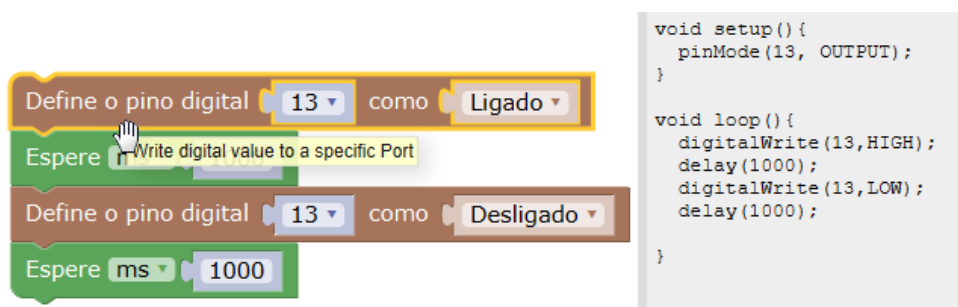 Define o pino digital 13 como Ligado
Write digital value to a specific Port
Espere
Define o pino digital 13 como Desligado
Espere ms 1000
void setup(){
pinMode(13, OUTPUT);
}
void loop(){
digitalWrite(13,HIGH);
delay(1000);
digitalWrite(13,LOW);
delay(1000);
}